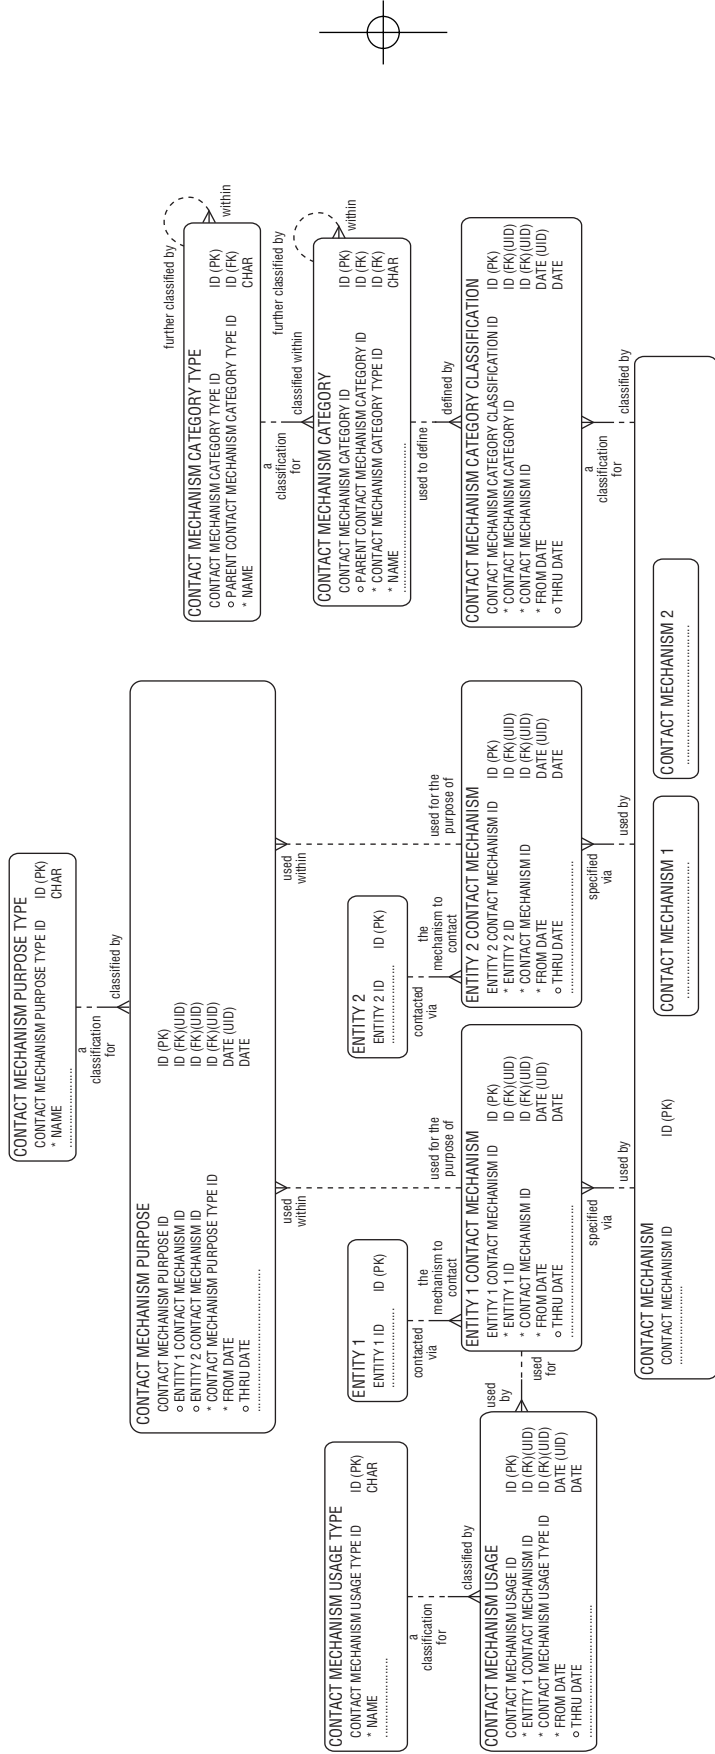 CONTACT MECHANISM PURPOSE TYPE
CONTACT MECHANISM PURPOSE TYPE ID ID (PK)
* NAME CHAR
a
classification
for
classified by
CONTACT MECHANISM PURPOSE
CONTACT MECHANISM PURPOSE ID ID (PK)
o ENTITY 1 CONTACT MECHANISM ID ID (FK)(UID)
o ENTITY 2 CONTACT MECHANISM ID ID (FK)(UID)
* CONTACT MECHANISM PURPOSE TYPE ID ID (FK)(UID)
* FROM DATE DATE (UID)
o THRU DATE DATE
used
within
used for the
purpose of
used
within
used for the
purpose of
CONTACT MECHANISM CATEGORY TYPE
CONTACT MECHANISM CATEGORY TYPE ID ID (PK)
o PARENT CONTACT MECHANISM CATEGORY TYPE ID ID (FK)
* NAME CHAR
further classified by
within
a
classification
for
classified within
CONTACT MECHANISM CATEGORY
CONTACT MECHANISM CATEGORY ID ID (PK)
o PARENT CONTACT MECHANISM CATEGORY ID ID (FK)
* CONTACT MECHANISM CATEGORY TYPE ID ID (FK)
* NAME CHAR
further classified by
within
used to define
defined by
CONTACT MECHANISM CATEGORY CLASSIFICATION
CONTACT MECHANISM CATEGORY CLASSIFICATION ID ID (PK)
* CONTACT MECHANISM CATEGORY ID ID (FK)(UID)
* CONTACT MECHANISM ID ID (FK)(UID)
* FROM DATE DATE (UID)
o THRU DATE DATE
a
classification
for
classified by
CONTACT MECHANISM USAGE TYPE
CONTACT MECHANISM USAGE TYPE ID ID (PK)
* NAME CHAR
a
classification
for
classified by
CONTACT MECHANISM USAGE
CONTACT MECHANISM USAGE ID ID (PK)
* ENTITY 1 CONTACT MECHANISM ID ID (FK)(UID)
* CONTACT MECHANISM USAGE TYPE ID ID (FK)(UID)
* FROM DATE DATE (UID)
o THRU DATE DATE
used
by
used
for
ENTITY 1
ENTITY 1 ID ID (PK)
contacted
via
the
mechanism to
contact
ENTITY 1 CONTACT MECHANISM
ENTITY 1 CONTACT MECHANISM ID ID (PK)
* ENTITY 1 ID ID (FK)(UID)
* CONTACT MECHANISM ID ID (FK)(UID)
* FROM DATE DATE (UID)
o THRU DATE DATE
specified
via
used by
ENTITY 2
ENTITY 2 ID ID (PK)
contacted
via
the
mechanism to
contact
ENTITY 2 CONTACT MECHANISM
ENTITY 2 CONTACT MECHANISM ID ID (PK)
* ENTITY 2 ID ID (FK)(UID)
* CONTACT MECHANISM ID ID (FK)(UID)
* FROM DATE DATE (UID)
o THRU DATE DATE
specified
via
used by
CONTACT MECHANISM
CONTACT MECHANISM ID ID (PK)
CONTACT MECHANISM 1
CONTACT MECHANISM 2